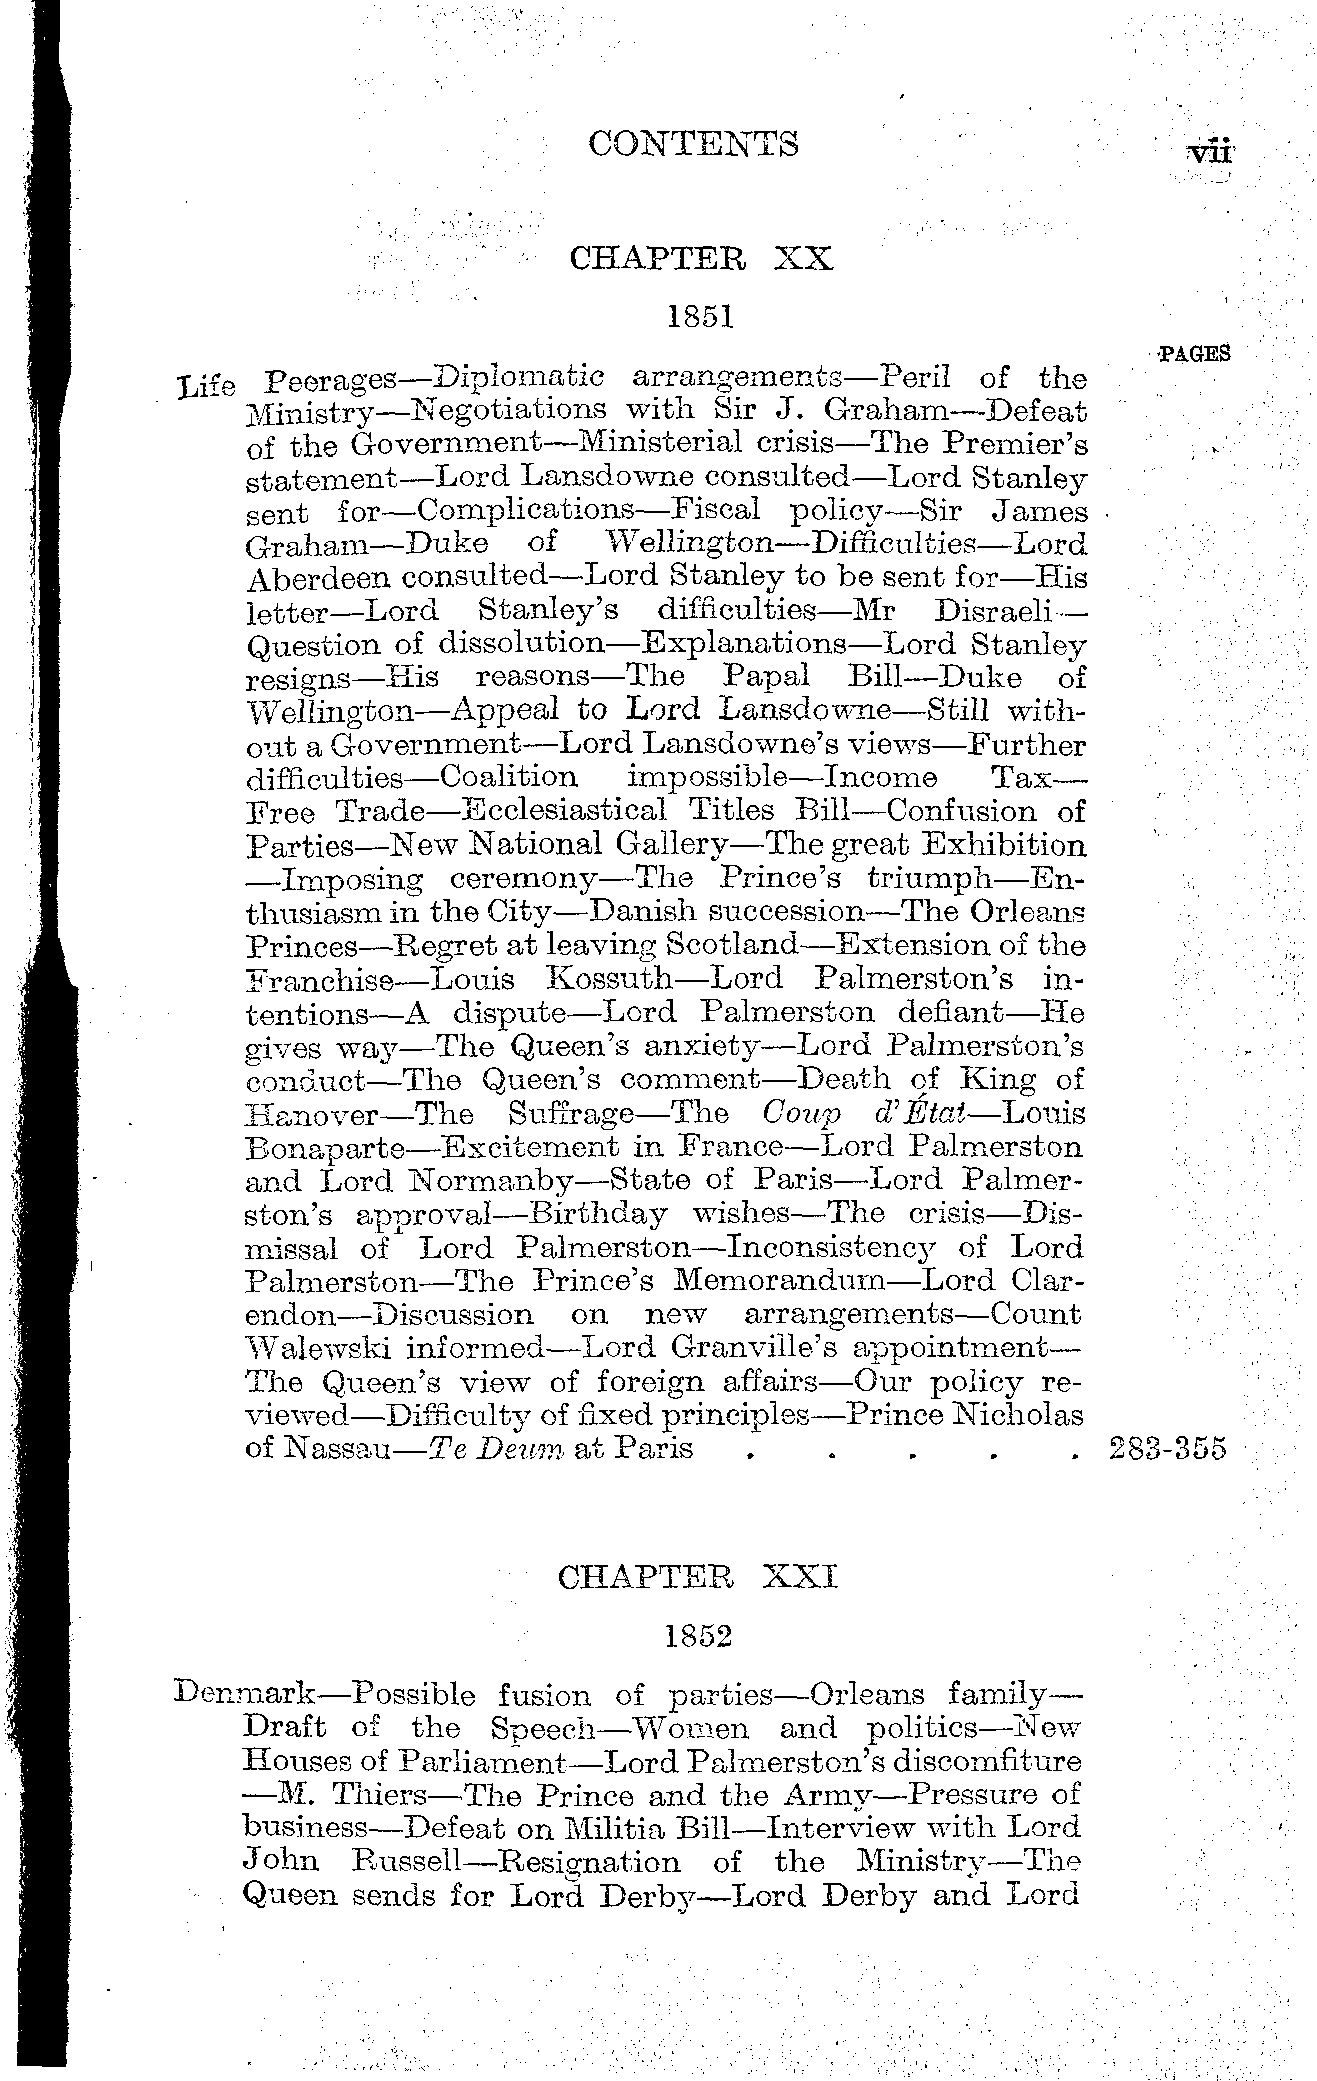 CONTENTS vii
CHAPTER XX
1851
PAGES
Life Peerages—Diplomatic arrangements—Peril of the
Ministry—Negotiations with Sir J. Graham—Defeat
of the Government—Ministerial crisis—The Premier's
statement—Lord Lansdowne consulted—Lord Stanley
sent for—Complications—Fiscal policy—Sir James
Graham—Duke of Wellington—Difficulties—Lord
Aberdeen consulted—Lord Stanley to be sent for—His
letter—Lord Stanley's difficulties—Mr Disraeli—
Question of dissolution—Explanations—Lord Stanley
resigns—His reasons—The Papal Bill—Duke of
Wellington—Appeal to Lord Lansdowne—Still with-
out a Government—Lord Lansdowne's views—Further
difficulties—Coalition impossible—Income Tax—
Free Trade—Ecclesiastical Titles Bill—Confusion of
Parties—New National Gallery—The great Exhibition
—Imposing ceremony—The Prince's triumph—En-
thusiasm in the City—Danish succession—The Orleans
Princes—Regret at leaving Scotland—Extension of the
Franchise—Louis Kossuth—Lord Palmerston's in-
tentions—A dispute—Lord Palmerston defiant—He
gives way—The Queen's anxiety—Lord Palmerston's
conduct—The Queen's comment—Death of King of
Hanover—The Suffrage—The Coup d'État—Louis
Bonaparte—Excitement in France—Lord Palmerston
and Lord Normanby—State of Paris—Lord Palmer-
ston's approval—Birthday wishes—The crisis—Dis-
missal of Lord Palmerston—Inconsistency of Lord
Palmerston—The Prince's Memorandum—Lord Clar-
endon—Discussion on new arrangements—Count
Walewski informed—Lord Granville's appointment—
The Queen's view of foreign affairs—Our policy re-
viewed—Difficulty of fixed principles—Prince Nicholas
of Nassau—Te Deum at Paris . . . . . 283-355
CHAPTER XXI
1852
Denmark—Possible fusion of parties—Orleans family—
Draft of the Speech—Women and politics—New
Houses of Parliament—Lord Palmerston's discomfiture
—M. Thiers—The Prince and the Army—Pressure of
business—Defeat on Militia Bill—Interview with Lord
John Russell—Resignation of the Ministry—The
Queen sends for Lord Derby—Lord Derby and Lord